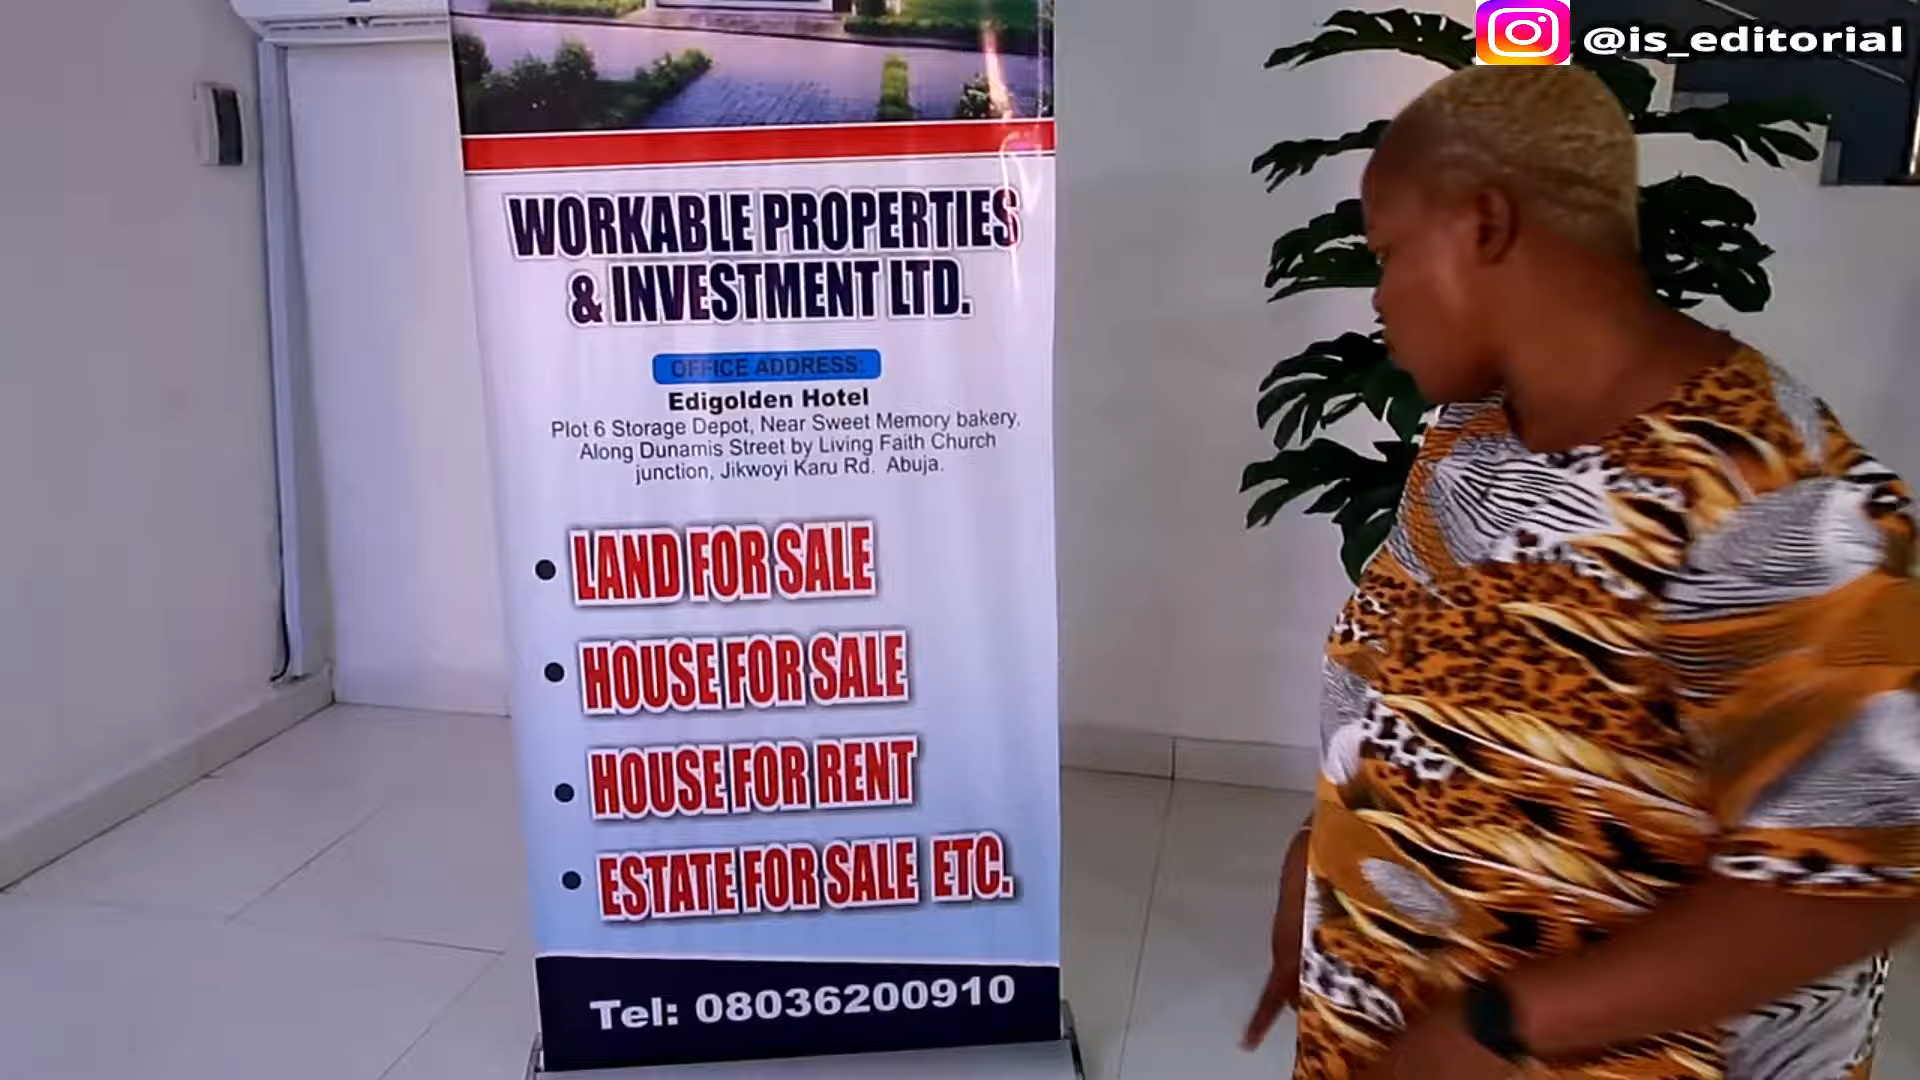 @is_editorial
WORKABLE PROPERTIES
& INVESTMENT LTD.
OFFICE ADDRESS:
Edigolden Hotel
Plot 6 Storage Depot, Near Sweet Memory bakery.
Along Dunamis Street by Living Faith Church
junction, Jikwoyi Karu Rd. Abuja.
• LAND FOR SALE
• HOUSE FOR SALE
• HOUSE FOR RENT
• ESTATE FOR SALE ETC.
Tel: 08036200910